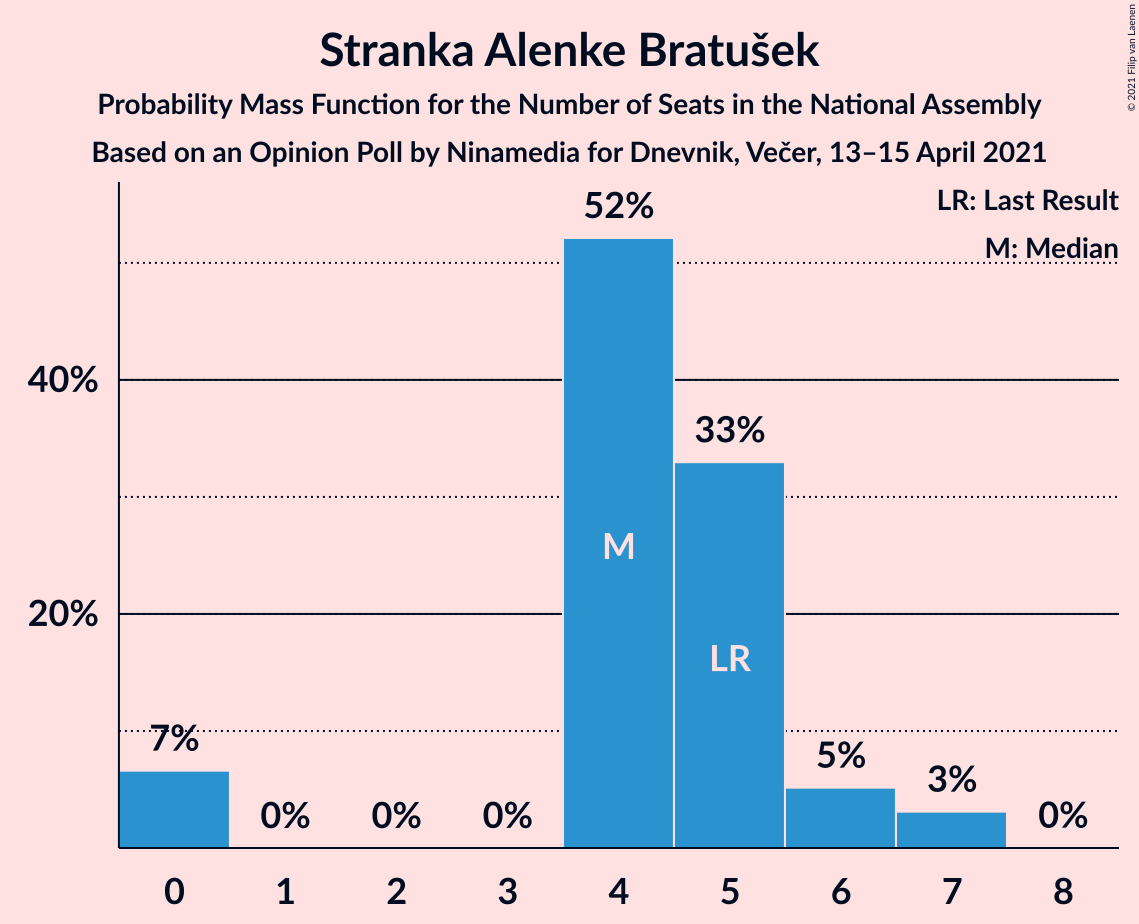 Stranka Alenke Bratušek
Probability Mass Function for the Number of Seats in the National Assembly
Based on an Opinion Poll by Ninamedia for Dnevnik, Večer, 13–15 April 2021
© 2021 Filip van Laenen
LR: Last Result
M: Median
52%
40%
33%
M
20%
LR
7%
5%
3%
0% 0% 0% 0%
0 1 2 3 4 5 6 7 8